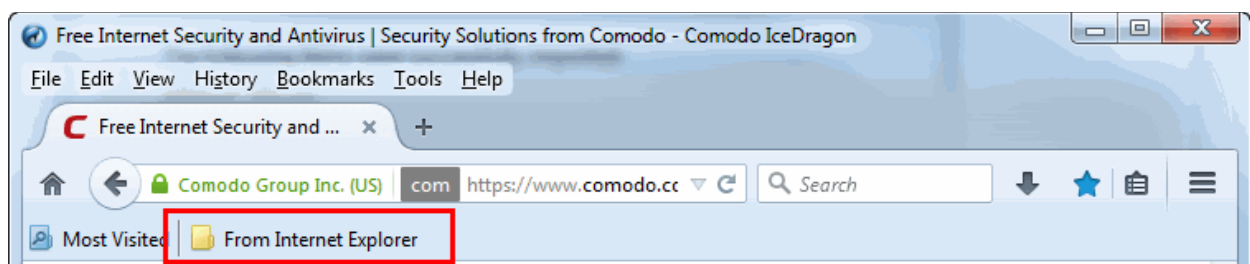 Free Internet Security and Antivirus | Security Solutions from Comodo - Comodo IceDragon
File Edit View History Bookmarks Tools Help
Free Internet Security and ...
Comodo Group Inc. (US) com https://www.comodo.cc Search
Most Visited From Internet Explorer